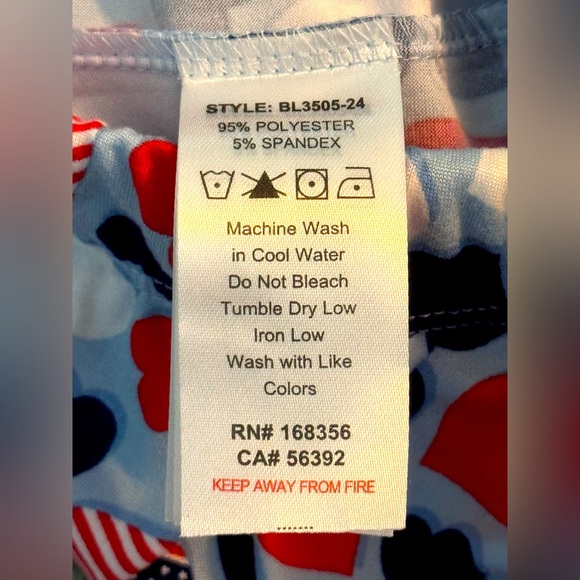 STYLE: BL3505-24
95% POLYESTER
5% SPANDEX
Machine Wash
in Cool Water
Do Not Bleach
Tumble Dry Low
Iron Low
Wash with Like
Colors
RN# 168356
CA# 56392
KEEP AWAY FROM FIRE